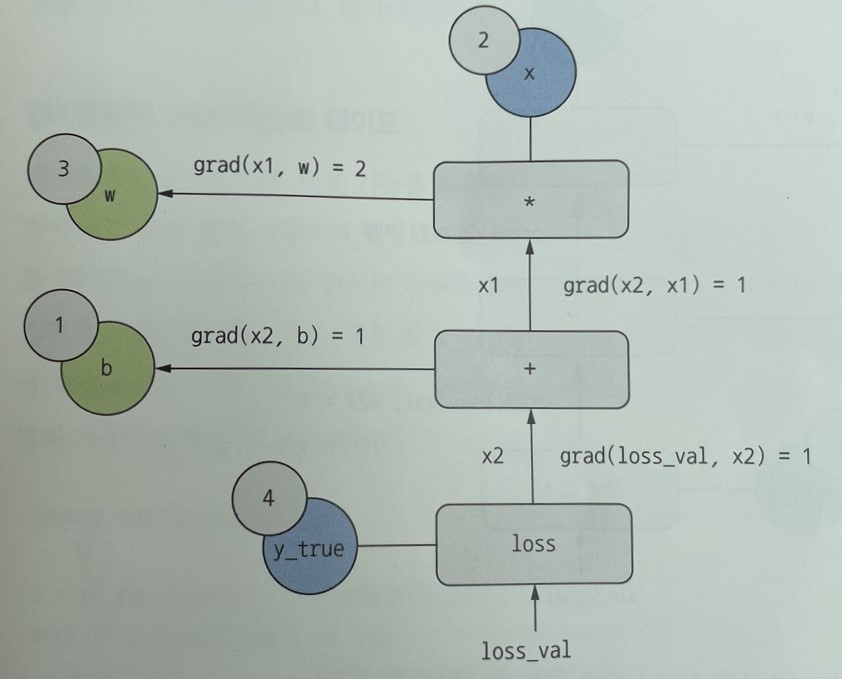 2
x
3
w
grad(x1, w) = 2
*
x1
grad(x2, x1) = 1
1
b
grad(x2, b) = 1
+
x2
grad(loss_val, x2) = 1
4
y_true
loss
loss_val